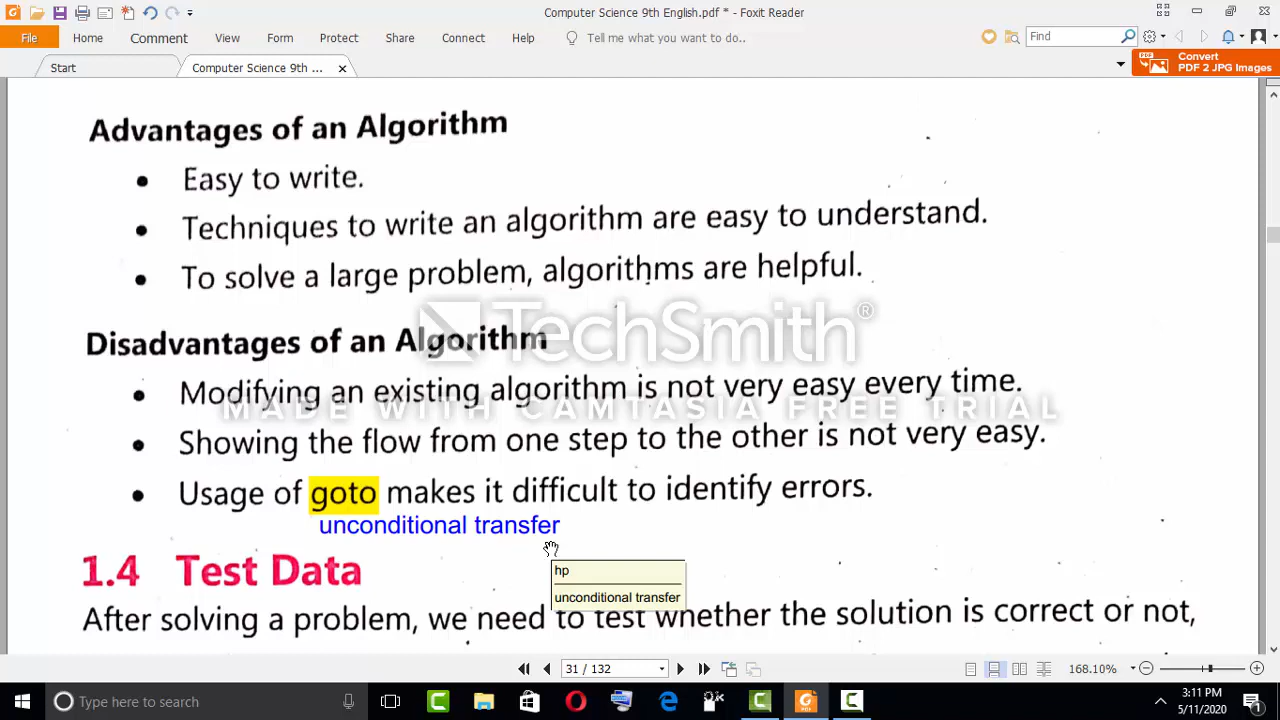 Computer Science 9th English.pdf * - Foxit Reader
File Home Comment View Form Protect Share Connect Help Tell me what you want to do.. Find
Start Computer Science 9th ... Convert
PDF 2 JPG Images
Advantages of an Algorithm
• Easy to write.
• Techniques to write an algorithm are easy to understand.
• To solve a large problem, algorithms are helpful.
TechSmith®
Disadvantages of an Algorithm
• Modifying an existing algorithm is not very easy every time.
MADE WITH CAMTASIA FREE TRIAL
• Showing the flow from one step to the other is not very easy.
• Usage of goto makes it difficult to identify errors.
unconditional transfer
hp
unconditional transfer
1.4 Test Data
After solving a problem, we need to test whether the solution is correct or not,
31 / 132 168.10%
Type here to search 3:11 PM
5/11/2020